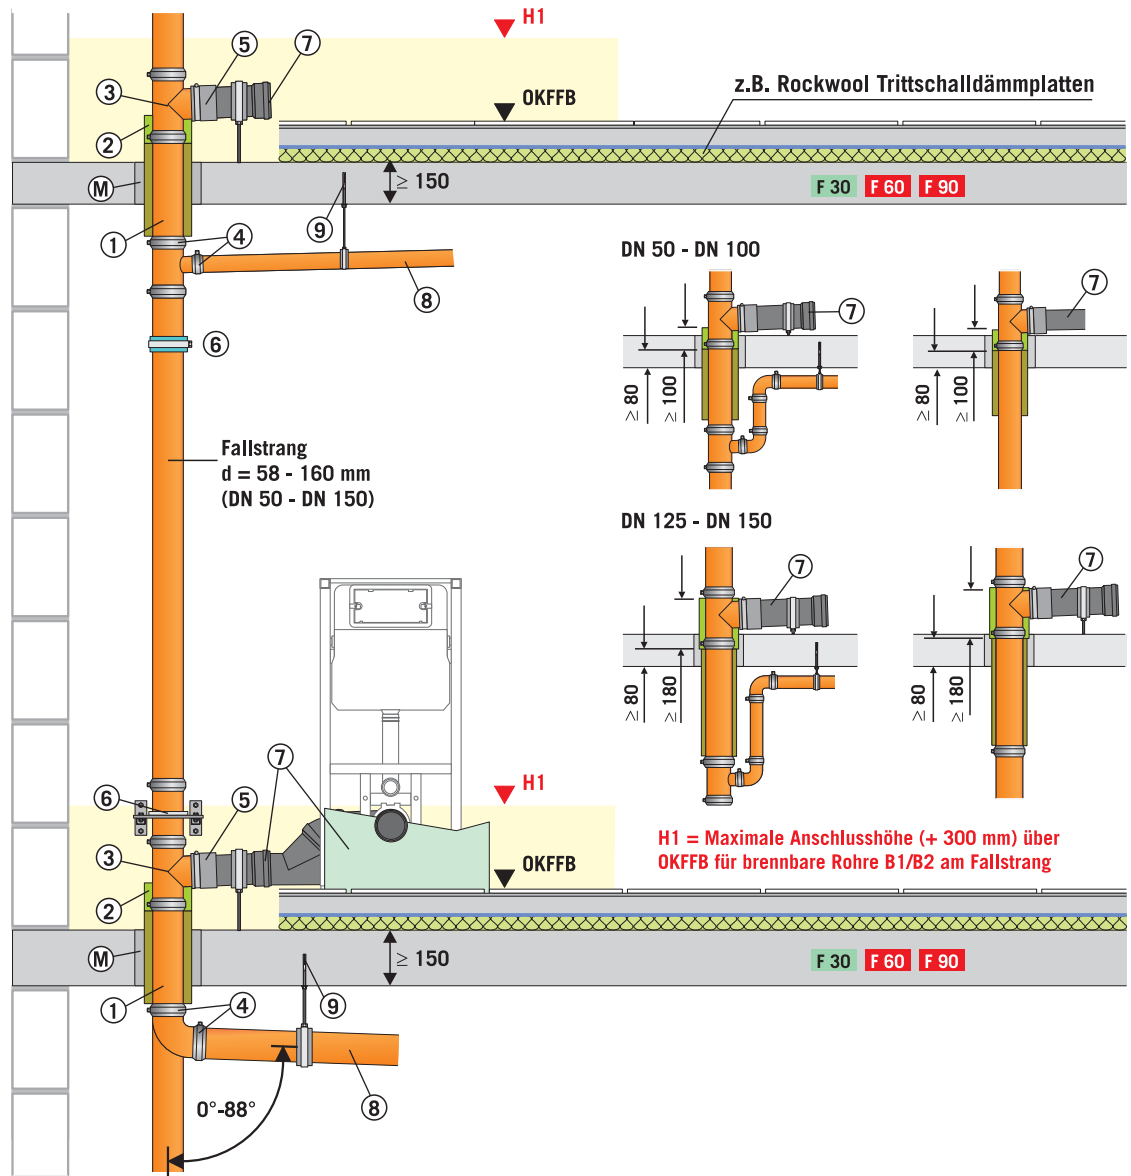 H1
5
7
3
OKFFB
z.B. Rockwool Trittschalldämmplatten
2
M
≥ 150
F 30 F 60 F 90
1
4
9
8
6
DN 50 - DN 100
7
7
≥ 80
≥ 100
≥ 80
≥ 100
Fallstrang
d = 58 - 160 mm
(DN 50 - DN 150)
DN 125 - DN 150
7
7
≥ 80
≥ 180
≥ 80
≥ 180
7
H1
6
5
H1 = Maximale Anschlusshöhe (+ 300 mm) über
OKFFB für brennbare Rohre B1/B2 am Fallstrang
3
OKFFB
2
M
≥ 150
F 30 F 60 F 90
1
4
9
8
0°-88°